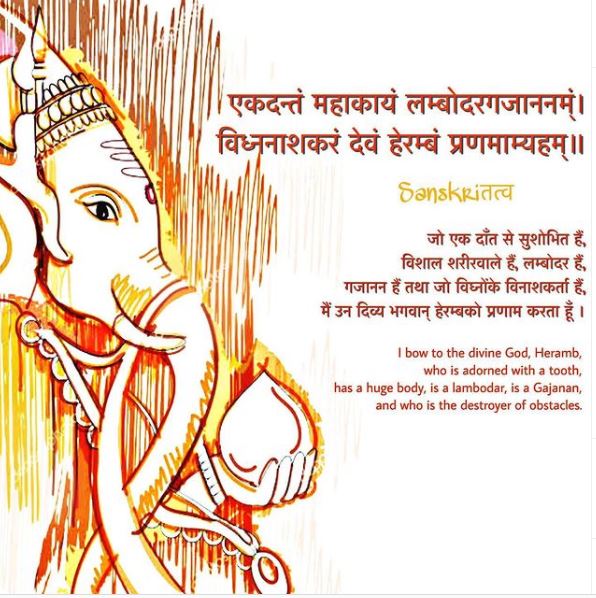 एकदन्तं महाकायं लम्बोदरगजाननम्।
विध्ननाशकरं देवं हेरम्बं प्रणमाम्यहम्॥
Sanskriतत्व
जो एक दाँत से सुशोभित हैं,
विशाल शरीरवाले हैं, लम्बोदर हैं,
गजानन हैं तथा जो विघ्नोंके विनाशकर्ता हैं,
मैं उन दिव्य भगवान् हेरम्बको प्रणाम करता हूँ ।
I bow to the divine God, Heramb,
who is adorned with a tooth,
has a huge body, is a lambodar, is a Gajanan,
and who is the destroyer of obstacles.